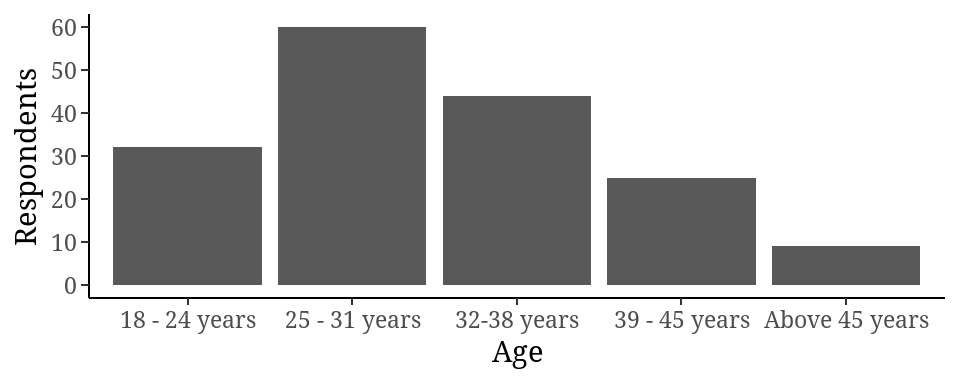 Respondents
60
50
40
30
20
10
0
18 - 24 years
25 - 31 years
32-38 years
39 - 45 years
Above 45 years
Age